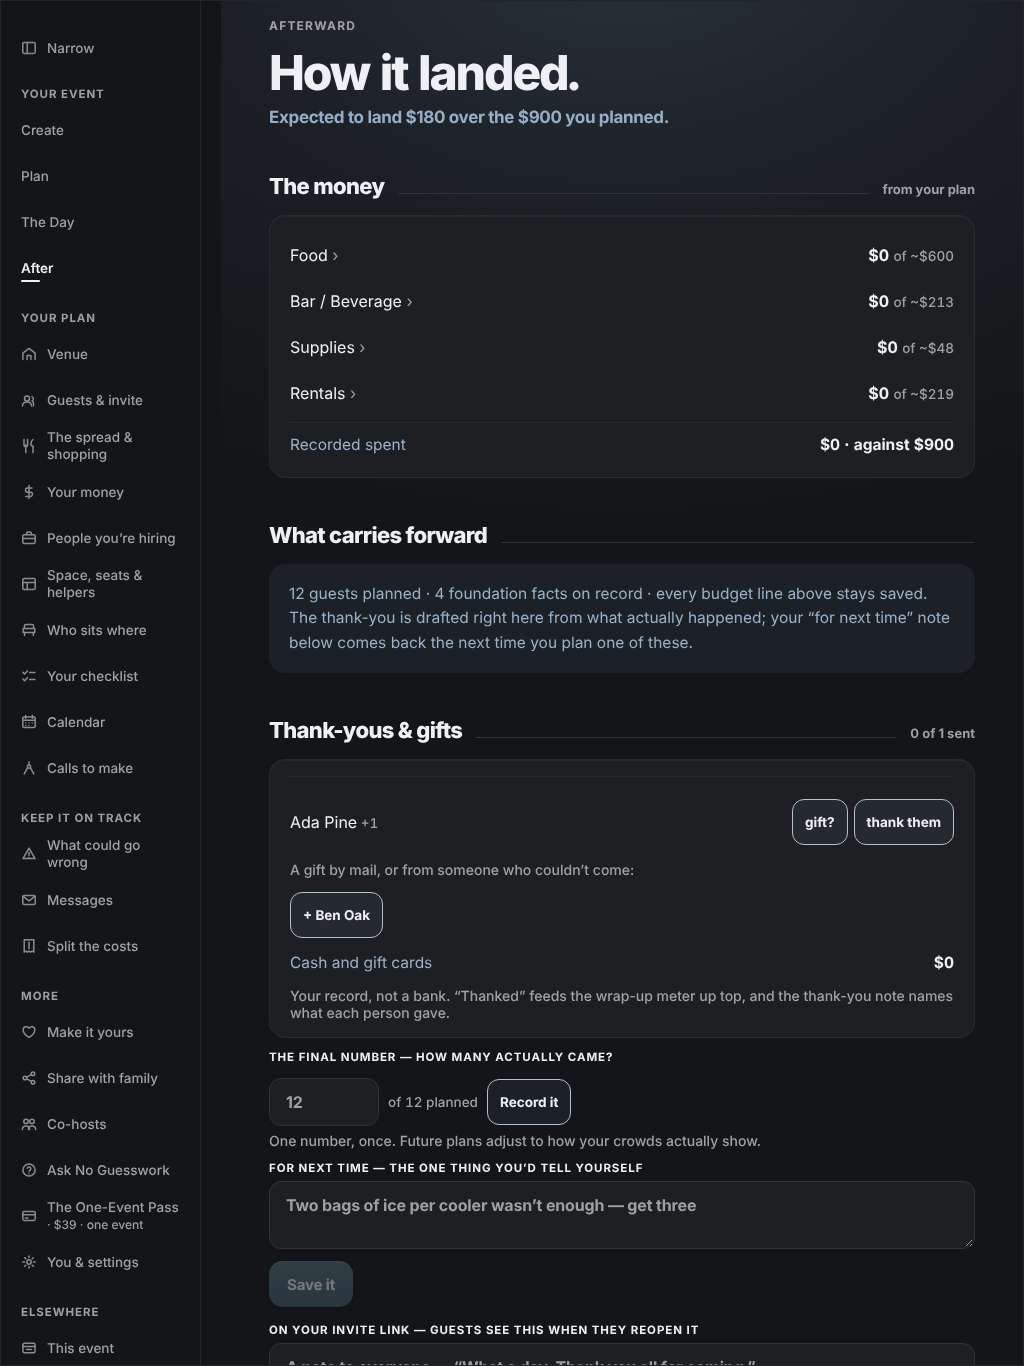 Narrow
YOUR EVENT
Create
Plan
The Day
After
YOUR PLAN
Venue
Guests & invite
The spread &
shopping
Your money
People you’re hiring
Space, seats &
helpers
Who sits where
Your checklist
Calendar
Calls to make
KEEP IT ON TRACK
What could go
wrong
Messages
Split the costs
MORE
Make it yours
Share with family
Co-hosts
Ask No Guesswork
The One-Event Pass
· $39 · one event
You & settings
ELSEWHERE
This event
AFTERWARD
How it landed.
Expected to land $180 over the $900 you planned.
The money from your plan
Food › $0 of ~$600
Bar / Beverage › $0 of ~$213
Supplies › $0 of ~$48
Rentals › $0 of ~$219
Recorded spent $0 · against $900
What carries forward
12 guests planned · 4 foundation facts on record · every budget line above stays saved.
The thank-you is drafted right here from what actually happened; your “for next time” note
below comes back the next time you plan one of these.
Thank-yous & gifts 0 of 1 sent
Ada Pine +1 gift? thank them
A gift by mail, or from someone who couldn’t come:
+ Ben Oak
Cash and gift cards $0
Your record, not a bank. “Thanked” feeds the wrap-up meter up top, and the thank-you note names
what each person gave.
THE FINAL NUMBER — HOW MANY ACTUALLY CAME?
12 of 12 planned Record it
One number, once. Future plans adjust to how your crowds actually show.
FOR NEXT TIME — THE ONE THING YOU’D TELL YOURSELF
Two bags of ice per cooler wasn’t enough — get three
Save it
ON YOUR INVITE LINK — GUESTS SEE THIS WHEN THEY REOPEN IT
A note to everyone — “What a day. Thank you all for coming.”